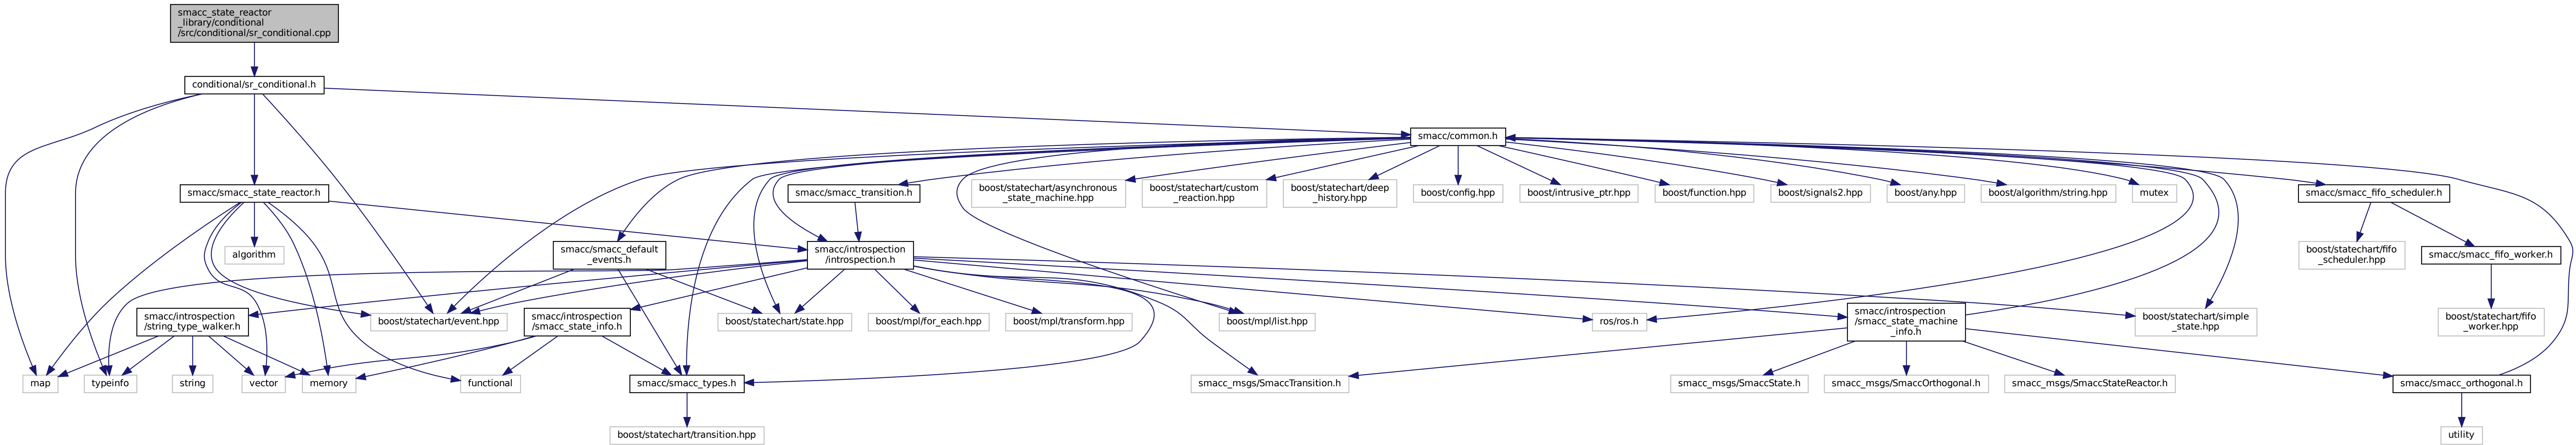 smacc_state_reactor
_library/conditional
/src/conditional/sr_conditional.cpp
conditional/sr_conditional.h
smacc/common.h
smacc/smacc_state_reactor.h
smacc/smacc_transition.h
boost/statechart/asynchronous
_state_machine.hpp
boost/statechart/custom
_reaction.hpp
boost/statechart/deep
_history.hpp
boost/config.hpp
boost/intrusive_ptr.hpp
boost/function.hpp
boost/signals2.hpp
boost/any.hpp
boost/algorithm/string.hpp
mutex
smacc/smacc_fifo_scheduler.h
algorithm
smacc/smacc_default
_events.h
smacc/introspection
/introspection.h
boost/statechart/fifo
_scheduler.hpp
smacc/smacc_fifo_worker.h
smacc/introspection
/string_type_walker.h
boost/statechart/event.hpp
smacc/introspection
/smacc_state_info.h
boost/statechart/state.hpp
boost/mpl/for_each.hpp
boost/mpl/transform.hpp
boost/mpl/list.hpp
ros/ros.h
smacc/introspection
/smacc_state_machine
_info.h
boost/statechart/simple
_state.hpp
boost/statechart/fifo
_worker.hpp
map
typeinfo
string
vector
memory
functional
smacc/smacc_types.h
smacc_msgs/SmaccTransition.h
smacc_msgs/SmaccState.h
smacc_msgs/SmaccOrthogonal.h
smacc_msgs/SmaccStateReactor.h
smacc/smacc_orthogonal.h
boost/statechart/transition.hpp
utility